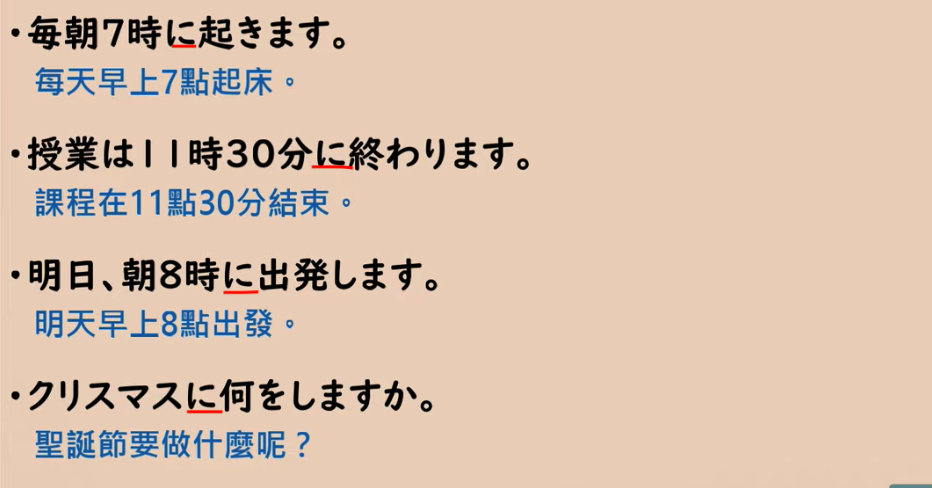 ・毎朝7時に起きます。
每天早上7點起床。
・授業は11時30分に終わります。
課程在11點30分結束。
・明日、朝8時に出発します。
明天早上8點出發。
・クリスマスに何をしますか。
聖誕節要做什麼呢？